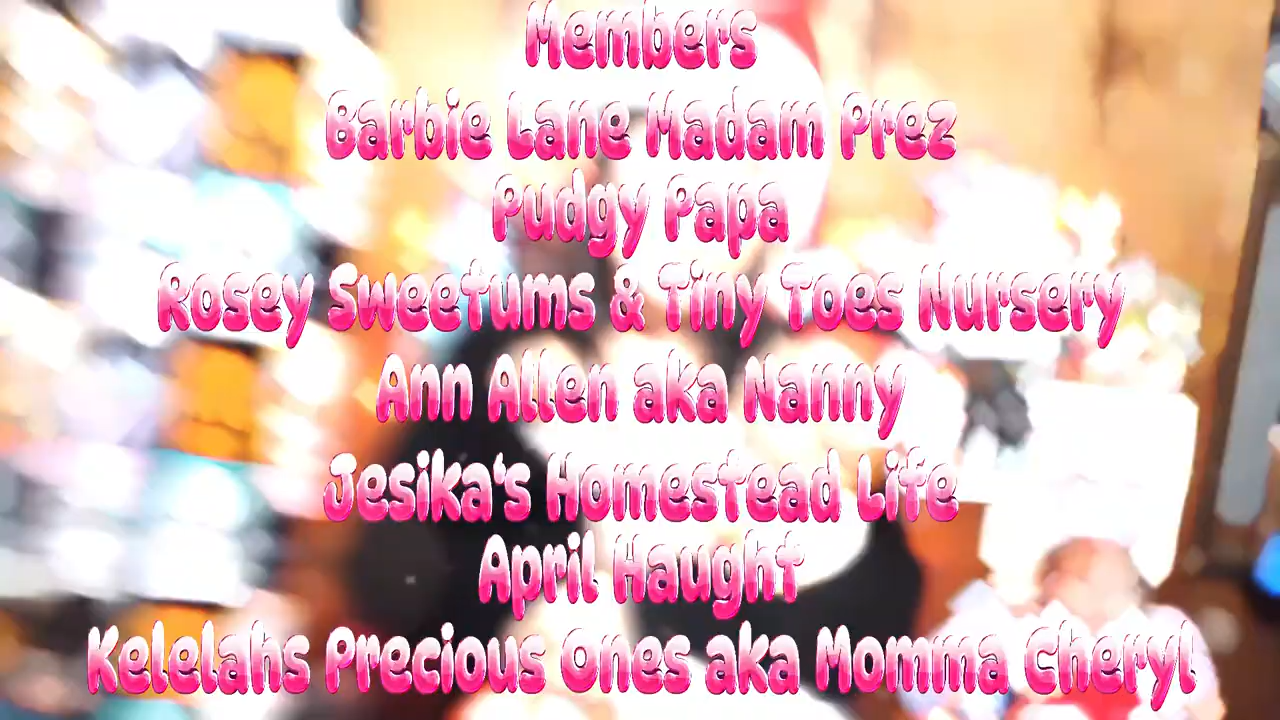 Members
Barbie Lane Madam Prez
Pudgy Papa
Rosey Sweetums & Tiny Toes Nursery
Ann Allen aka Nanny
Jesika's Homestead Life
April Haught
Kelelahs Precious Ones aka Momma Cheryl